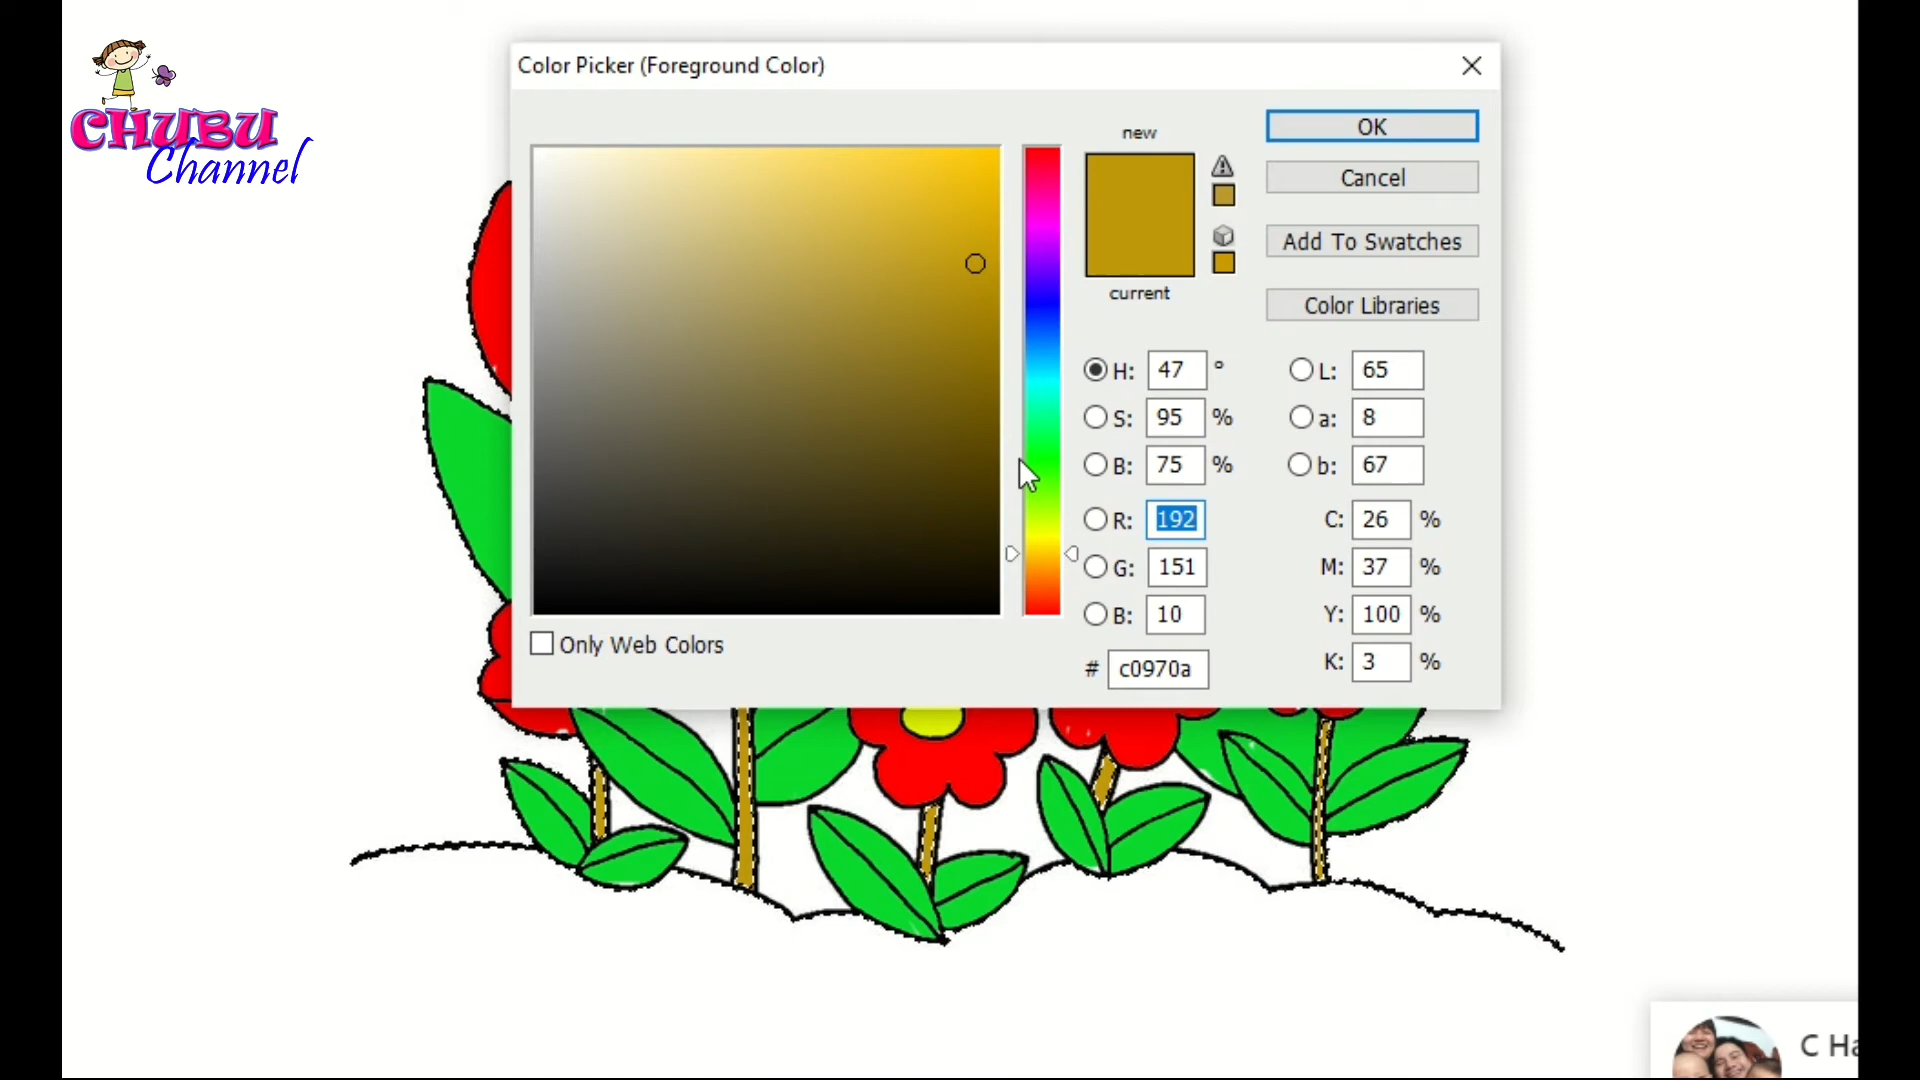 CHUBU
Channel
Color Picker (Foreground Color)
new
current
OK
Cancel
Add To Swatches
Color Libraries
H: 47 °
S: 95 %
B: 75 %
R: 192
G: 151
B: 10
# c0970a
L: 65
a: 8
b: 67
C: 26 %
M: 37 %
Y: 100 %
K: 3 %
Only Web Colors
C Ha